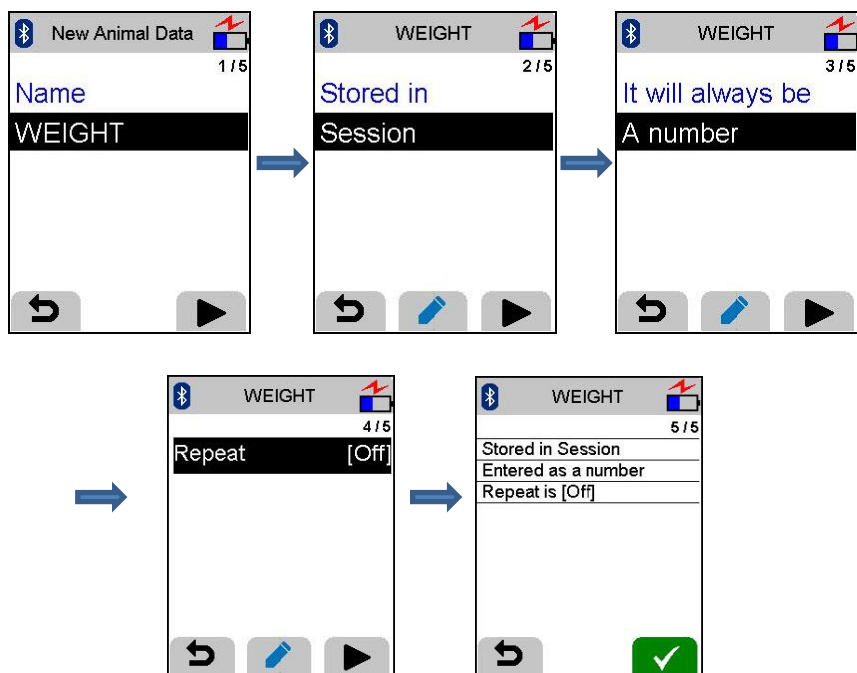 New Animal Data
1/5
Name
WEIGHT
WEIGHT
2/5
Stored in
Session
WEIGHT
3/5
It will always be
A number
WEIGHT
4/5
Repeat [Off]
WEIGHT
5/5
Stored in Session
Entered as a number
Repeat is [Off]